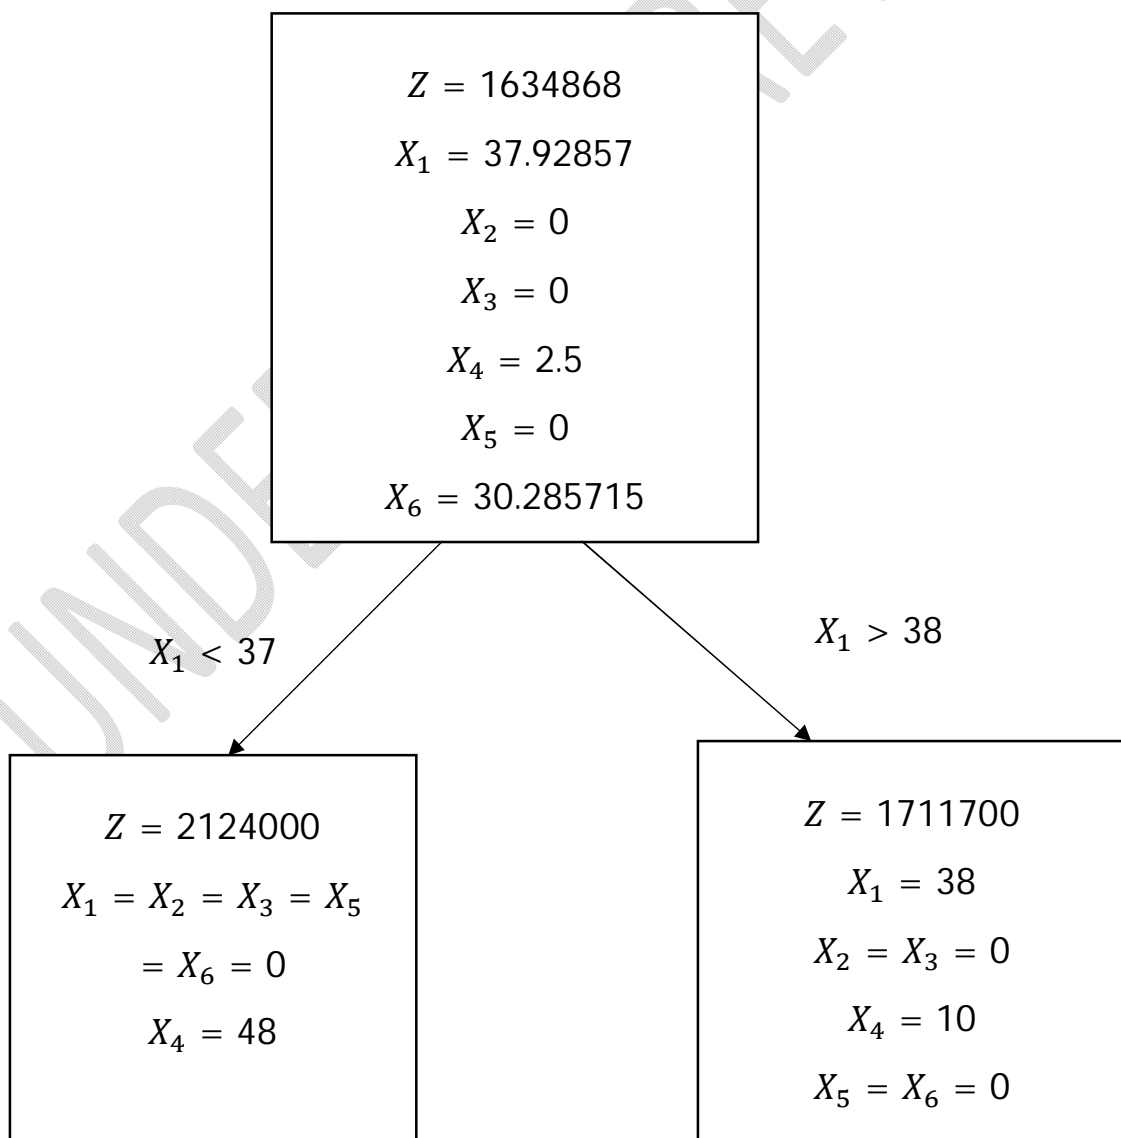 Z = 1634868
X₁ = 37.92857
X₂ = 0
X₃ = 0
X₄ = 2.5
X₅ = 0
X₆ = 30.285715
X₁ < 37
X₁ > 38
Z = 2124000
X₁ = X₂ = X₃ = X₅
= X₆ = 0
X₄ = 48
Z = 1711700
X₁ = 38
X₂ = X₃ = 0
X₄ = 10
X₅ = X₆ = 0